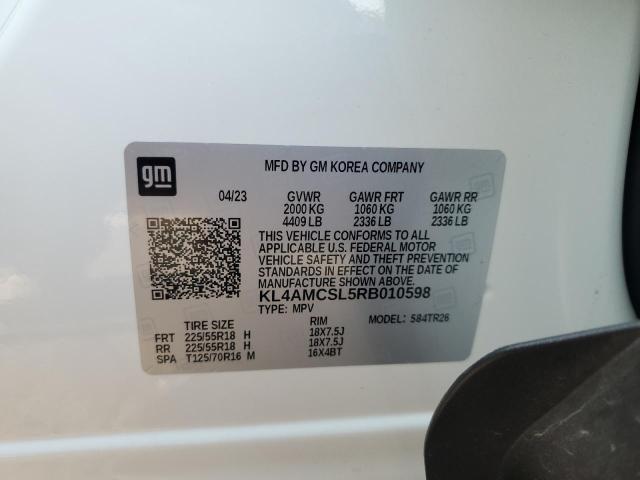 gm
MFD BY GM KOREA COMPANY
04/23 GVWR GAWR FRT GAWR RR
2000 KG 1060 KG 1060 KG
4409 LB 2336 LB 2336 LB
THIS VEHICLE CONFORMS TO ALL
APPLICABLE U.S. FEDERAL MOTOR
VEHICLE SAFETY AND THEFT PREVENTION
STANDARDS IN EFFECT ON THE DATE OF
MANUFACTURE SHOWN ABOVE.
KL4AMCSL5RB010598
TYPE: MPV MODEL: 584TR26
TIRE SIZE RIM
FRT 225/55R18 H 18X7.5J
RR 225/55R18 H 18X7.5J
SPA T125/70R16 M 16X4BT